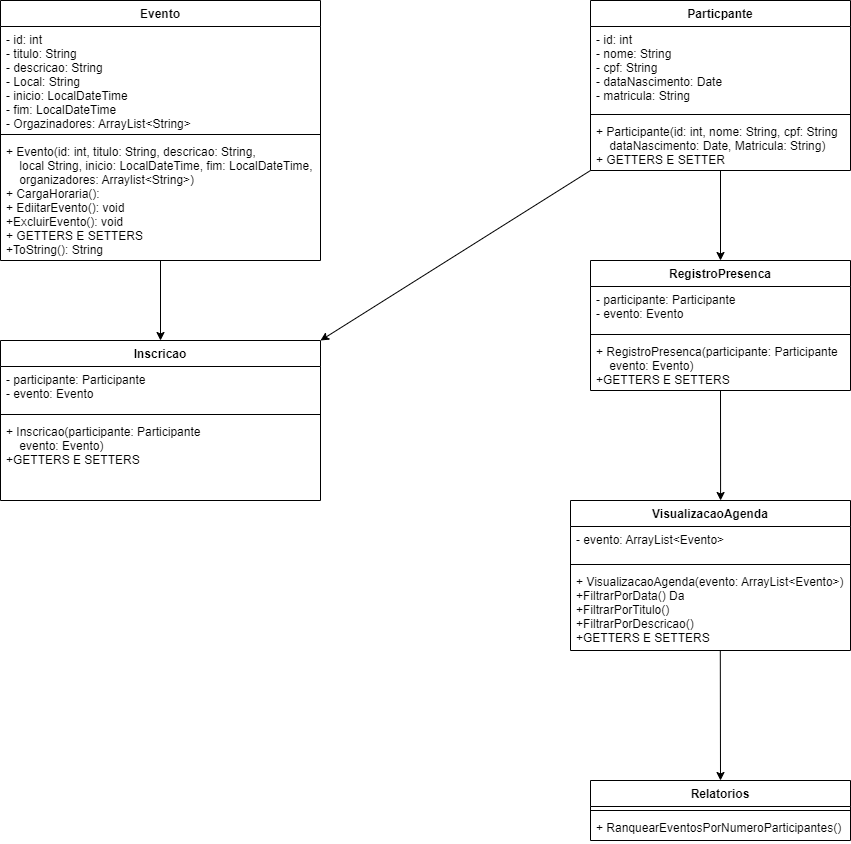 Evento
- id: int
- titulo: String
- descricao: String
- Local: String
- inicio: LocalDateTime
- fim: LocalDateTime
- Orgazinadores: ArrayList<String>
+ Evento(id: int, titulo: String, descricao: String,
local String, inicio: LocalDateTime, fim: LocalDateTime,
organizadores: Arraylist<String>)
+ CargaHoraria():
+ EdiitarEvento(): void
+ExcluirEvento(): void
+ GETTERS E SETTERS
+ToString(): String
Particpante
- id: int
- nome: String
- cpf: String
- dataNascimento: Date
- matricula: String
+ Participante(id: int, nome: String, cpf: String
dataNascimento: Date, Matricula: String)
+ GETTERS E SETTER
Inscricao
- participante: Participante
- evento: Evento
+ Inscricao(participante: Participante
evento: Evento)
+GETTERS E SETTERS
RegistroPresenca
- participante: Participante
- evento: Evento
+ RegistroPresenca(participante: Participante
evento: Evento)
+GETTERS E SETTERS
VisualizacaoAgenda
- evento: ArrayList<Evento>
+ VisualizacaoAgenda(evento: ArrayList<Evento>)
+FiltrarPorData() Da
+FiltrarPorTitulo()
+FiltrarPorDescricao()
+GETTERS E SETTERS
Relatorios
+ RanquearEventosPorNumeroParticipantes()